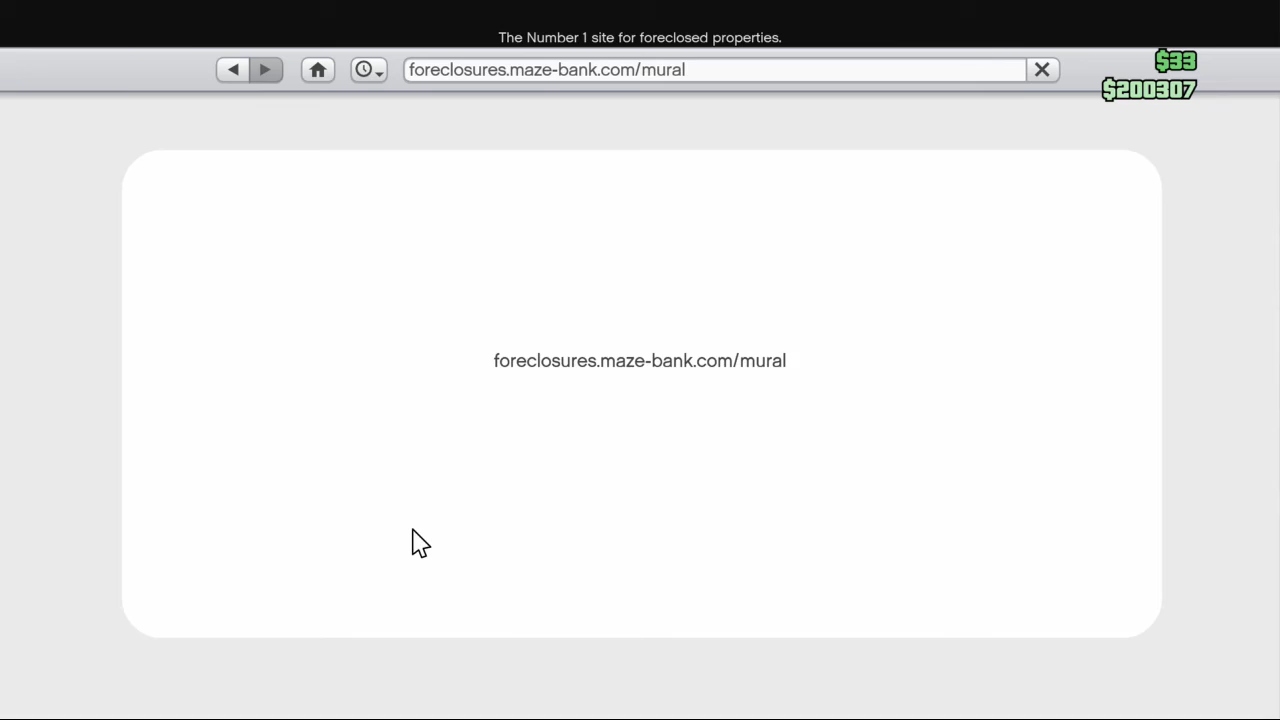 The Number 1 site for foreclosed properties.
foreclosures.maze-bank.com/mural
$33
$200307
foreclosures.maze-bank.com/mural